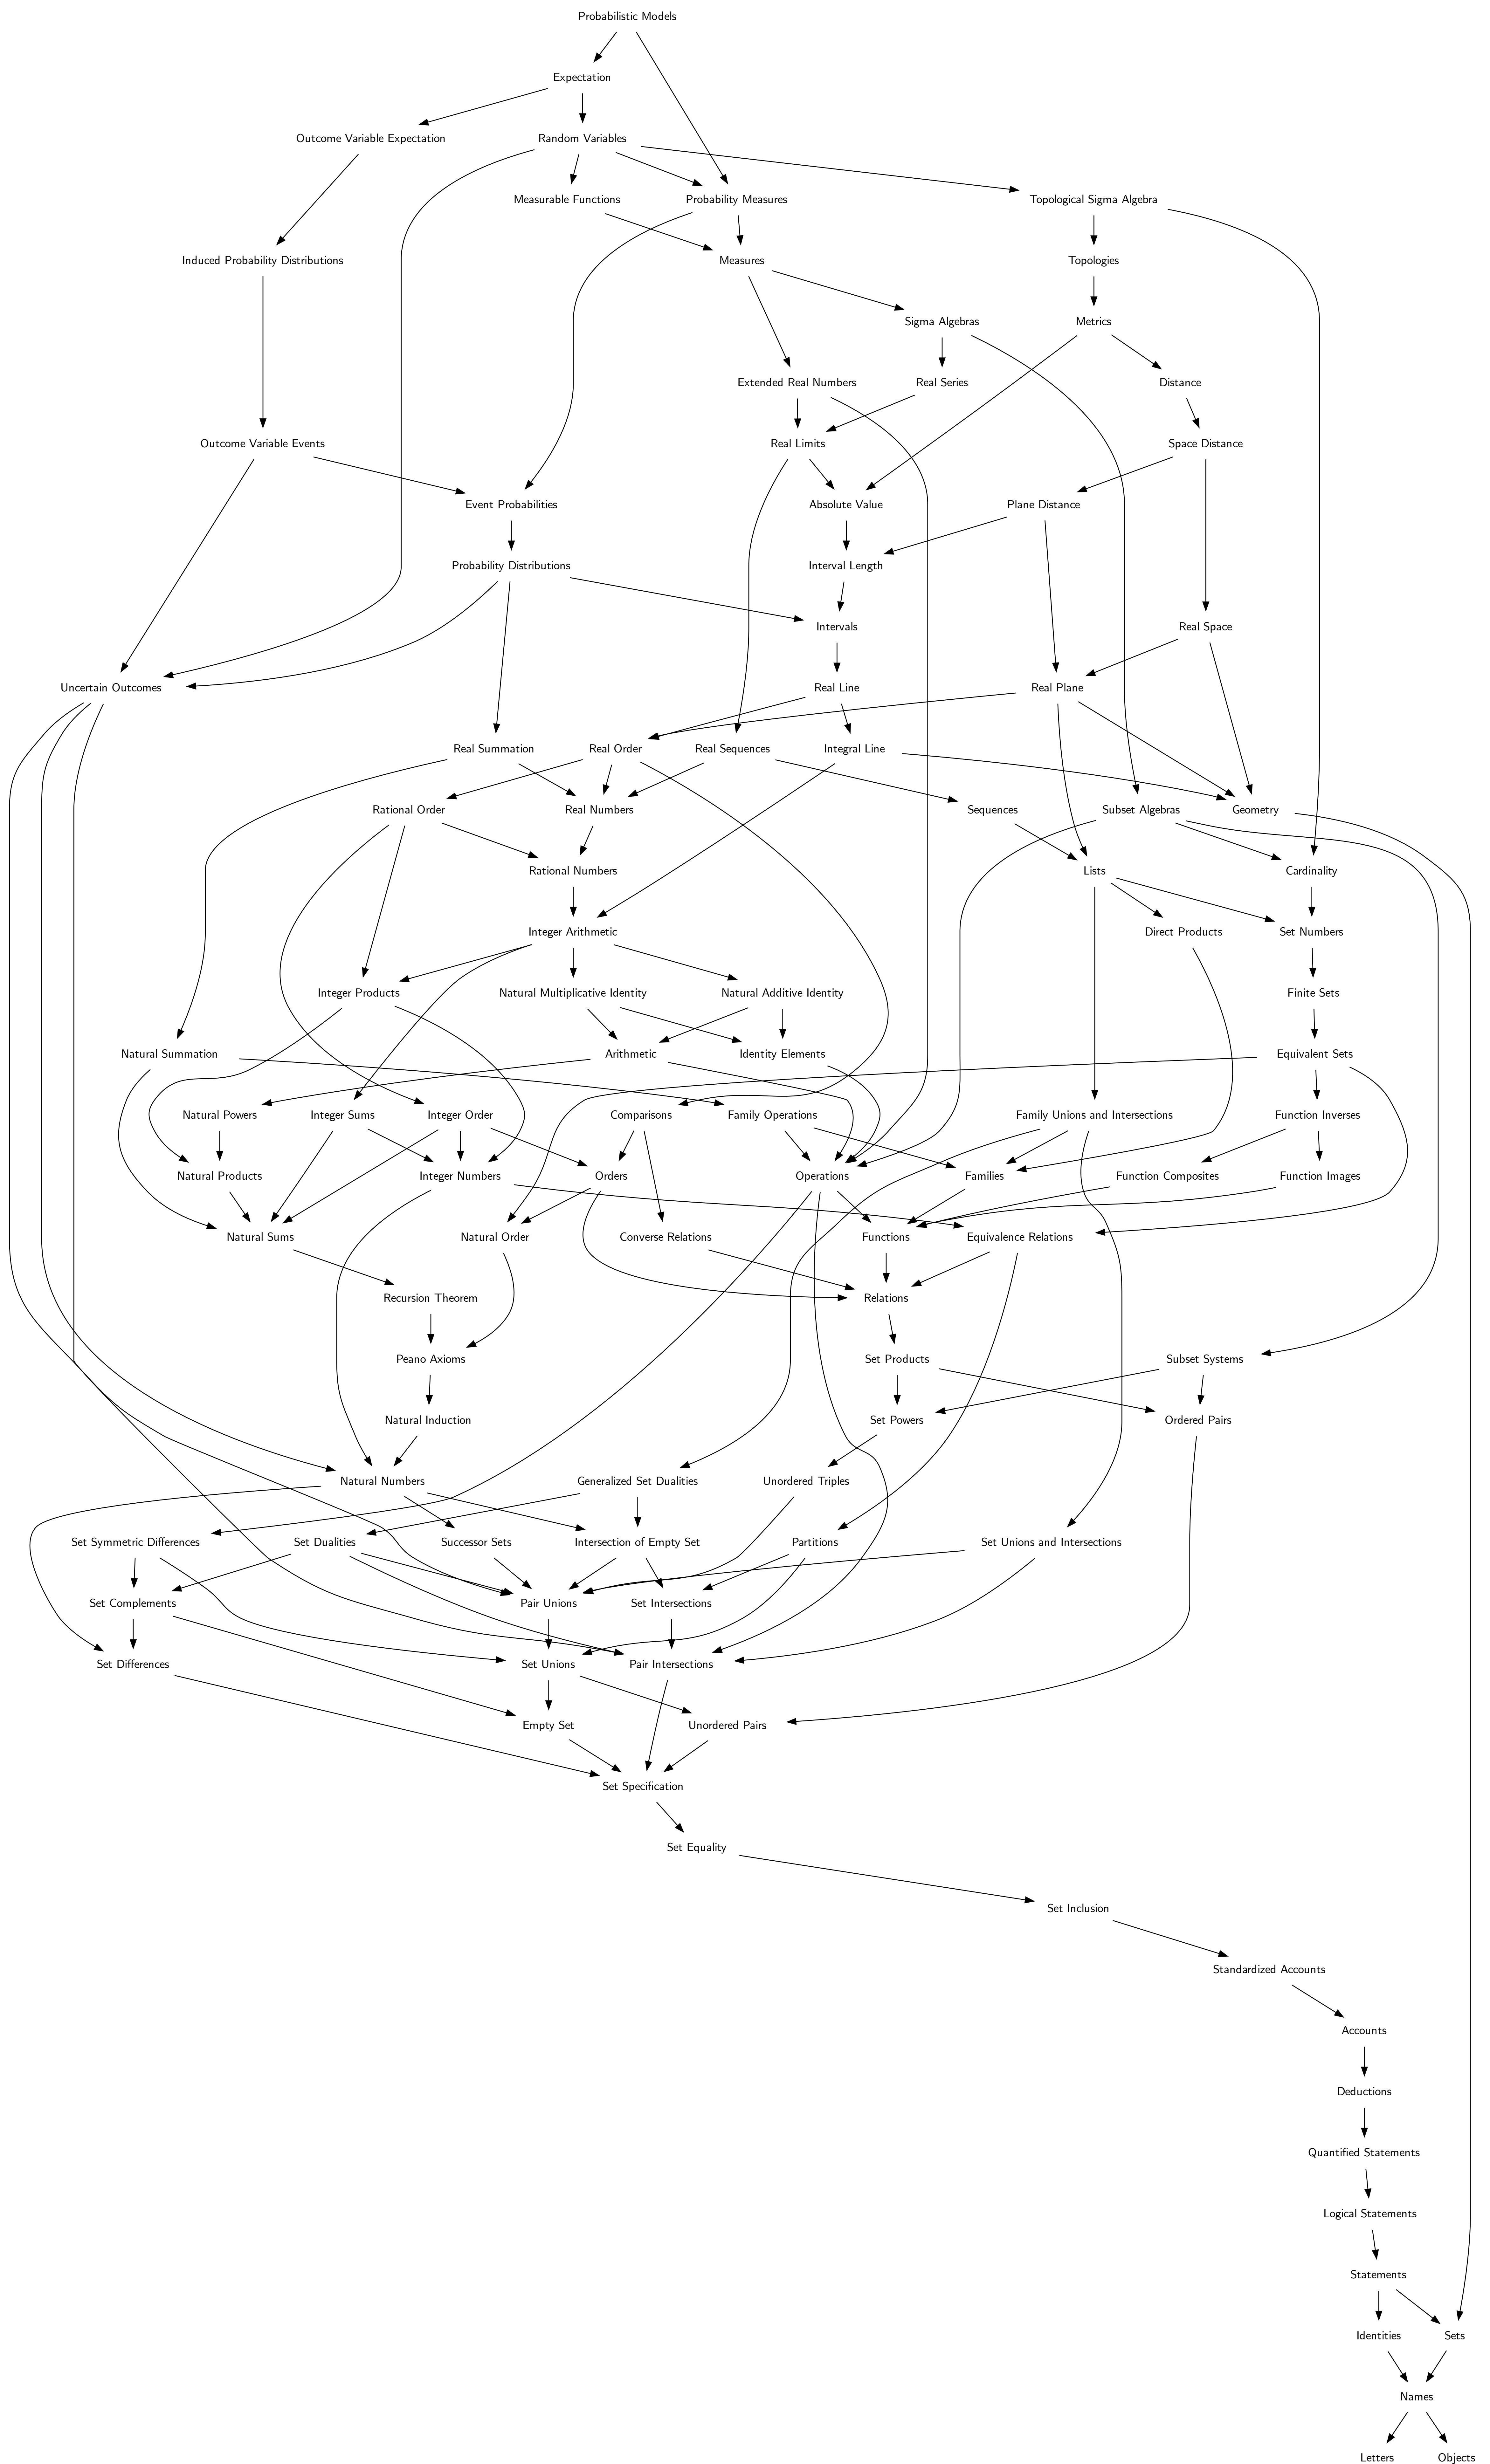 Probabilistic Models
Expectation
Outcome Variable Expectation
Random Variables
Measurable Functions
Probability Measures
Topological Sigma Algebra
Induced Probability Distributions
Measures
Topologies
Sigma Algebras
Metrics
Extended Real Numbers
Real Series
Distance
Outcome Variable Events
Real Limits
Space Distance
Event Probabilities
Absolute Value
Plane Distance
Probability Distributions
Interval Length
Intervals
Real Space
Uncertain Outcomes
Real Line
Real Plane
Real Summation
Real Order
Real Sequences
Integral Line
Rational Order
Real Numbers
Sequences
Subset Algebras
Geometry
Rational Numbers
Lists
Cardinality
Integer Arithmetic
Direct Products
Set Numbers
Integer Products
Natural Multiplicative Identity
Natural Additive Identity
Finite Sets
Natural Summation
Arithmetic
Identity Elements
Equivalent Sets
Natural Powers
Integer Sums
Integer Order
Comparisons
Family Operations
Family Unions and Intersections
Function Inverses
Natural Products
Integer Numbers
Orders
Operations
Families
Function Composites
Function Images
Natural Sums
Natural Order
Converse Relations
Functions
Equivalence Relations
Recursion Theorem
Relations
Peano Axioms
Set Products
Subset Systems
Natural Induction
Set Powers
Ordered Pairs
Natural Numbers
Generalized Set Dualities
Unordered Triples
Set Symmetric Differences
Set Dualities
Successor Sets
Intersection of Empty Set
Partitions
Set Unions and Intersections
Set Complements
Pair Unions
Set Intersections
Set Differences
Set Unions
Pair Intersections
Empty Set
Unordered Pairs
Set Specification
Set Equality
Set Inclusion
Standardized Accounts
Accounts
Deductions
Quantified Statements
Logical Statements
Statements
Identities
Sets
Names
Letters
Objects